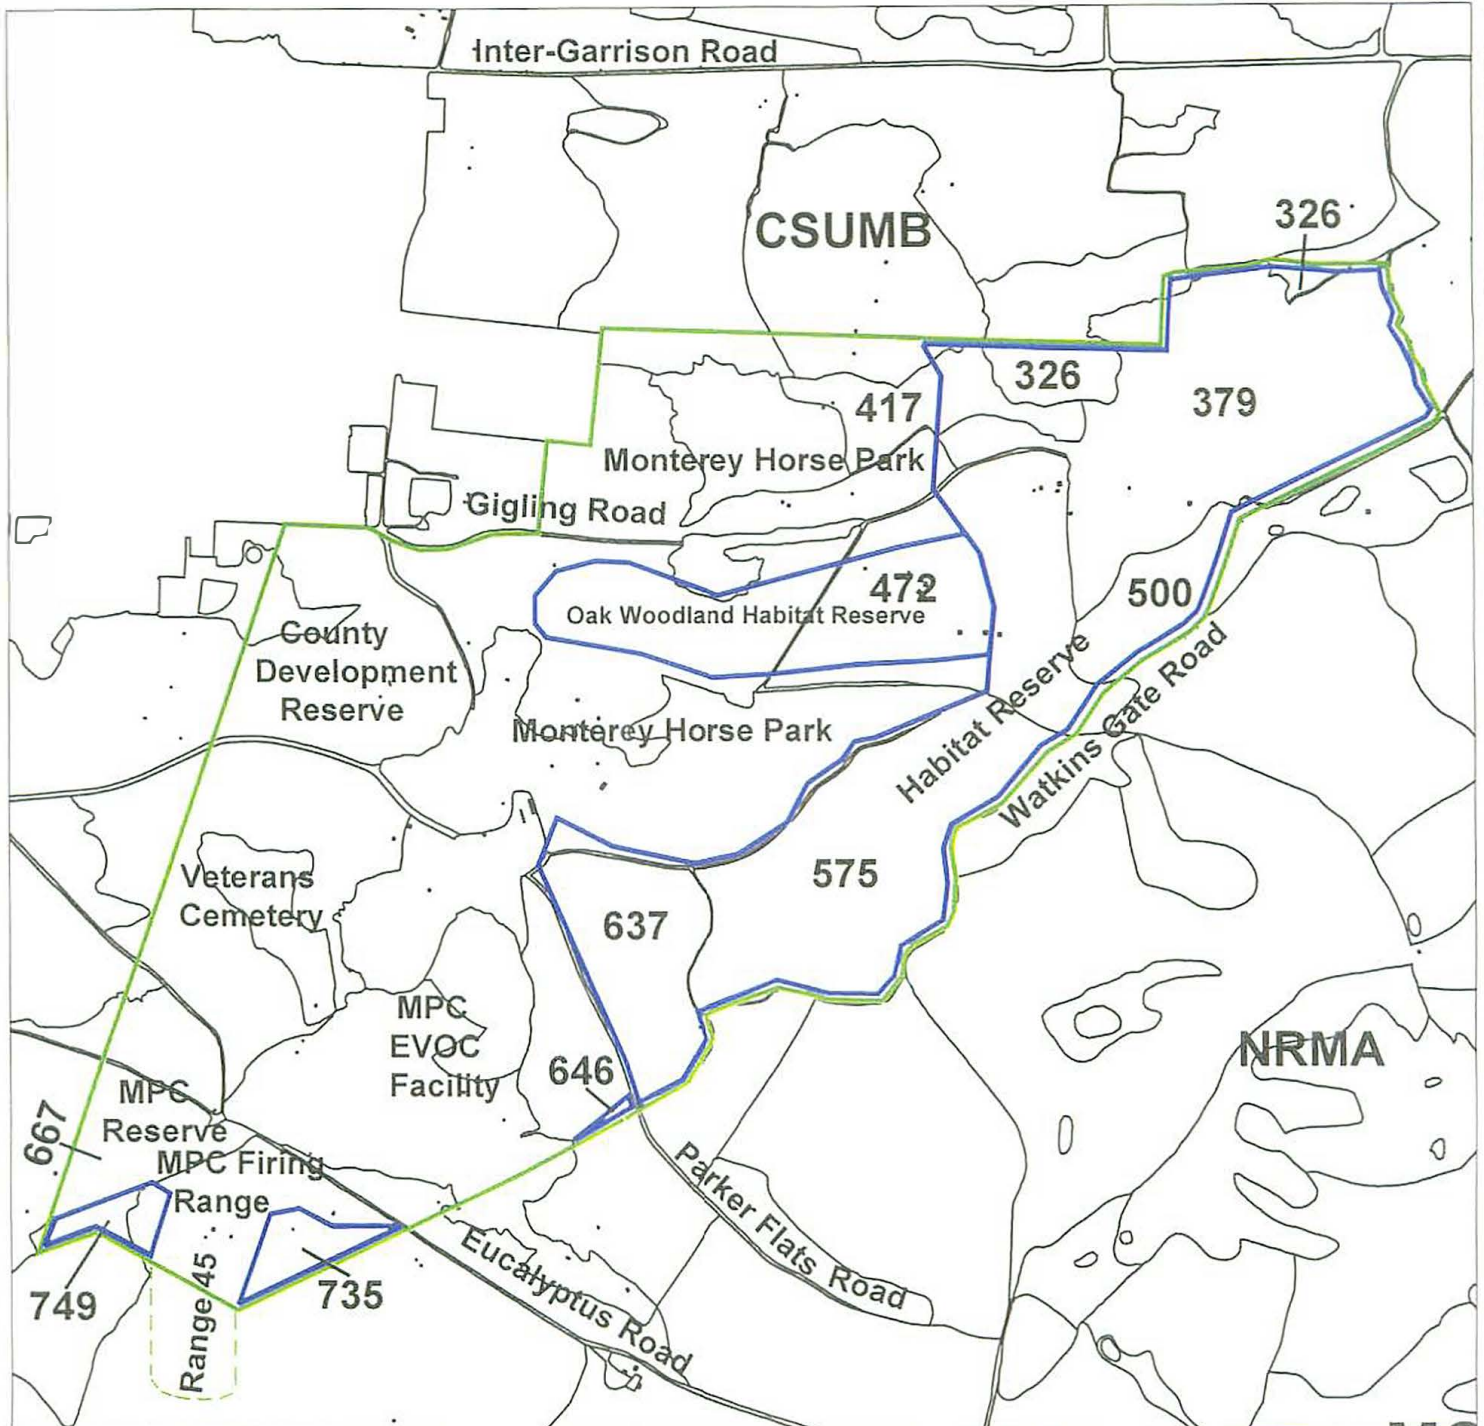 Inter-Garrison Road
326
CSUMB
326
379
417
Monterey Horse Park
Gigling Road
472
500
Oak Woodland Habitat Reserve
County
Development
Reserve
Habitat Reserve
Watkins Gate Road
Monterey Horse Park
575
Veterans
Cemetery
637
MPC
EVOC
Facility
NRMA
646
MPC
Reserve
667
MPC Firing
Range
Parker Flats Road
Eucalyptus Road
Range 45
749
735